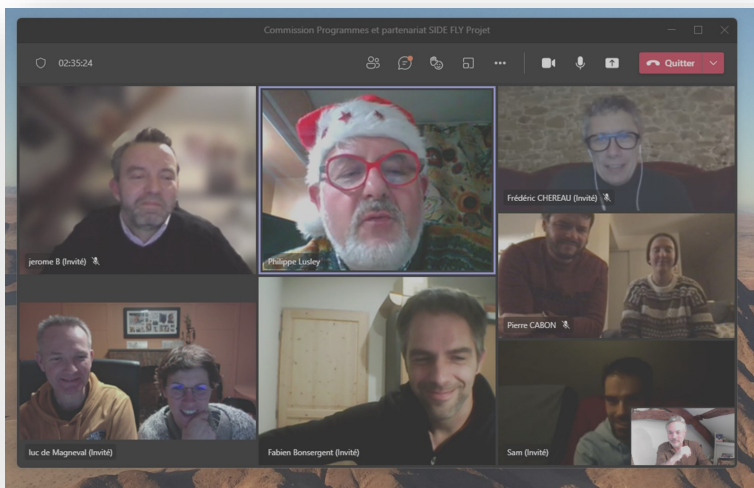 Commission Programmes et partenariat SIDE FLY Projet
02:35:24
Quitter
jerome B (Invité)
Philippe Lusley
Frédéric CHEREAU (Invité)
Pierre CABON
luc de Magneval (Invité)
Fabien Bonsergent (Invité)
Sam (Invité)